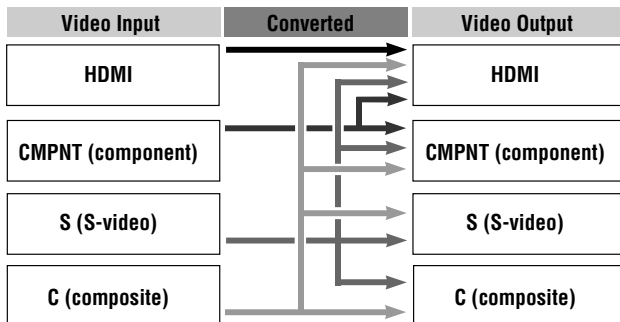 Video Input Converted Video Output
HDMI HDMI
CMPNT (component) CMPNT (component)
S (S-video) S (S-video)
C (composite) C (composite)